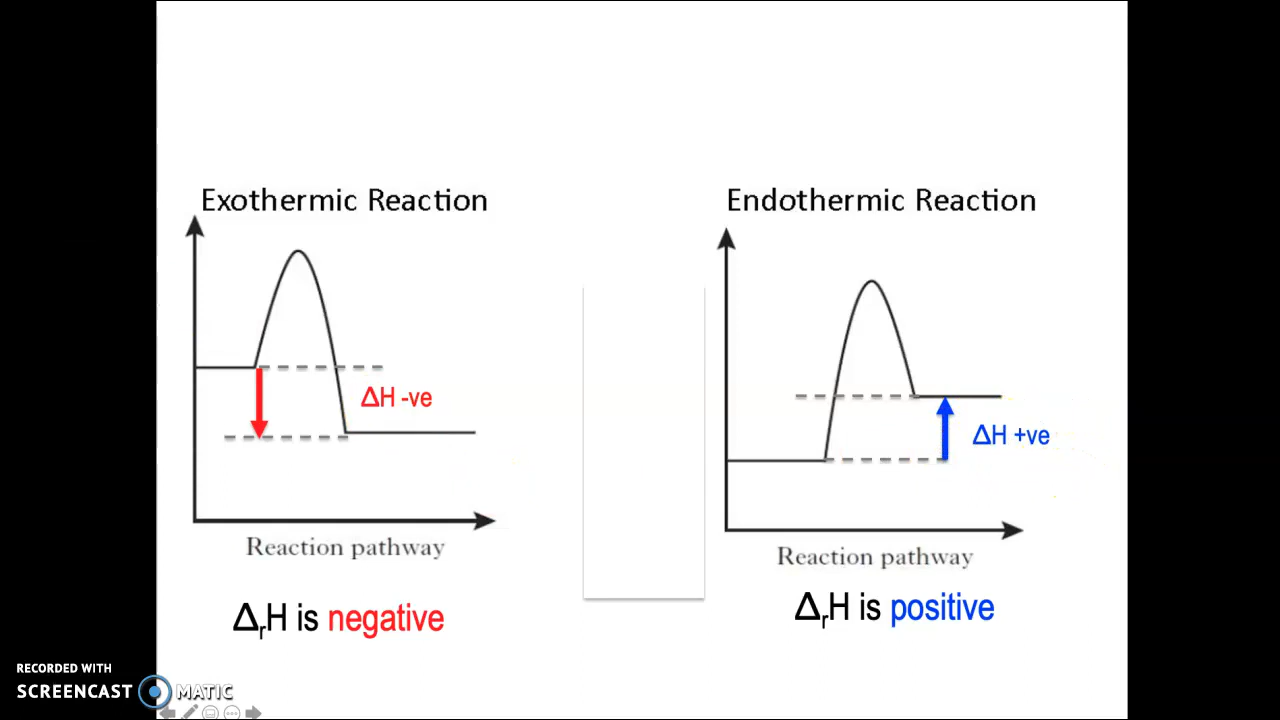 Exothermic Reaction
ΔH -ve
Reaction pathway
ΔrH is negative
Endothermic Reaction
ΔH +ve
Reaction pathway
ΔrH is positive
RECORDED WITH
SCREENCAST MATIC